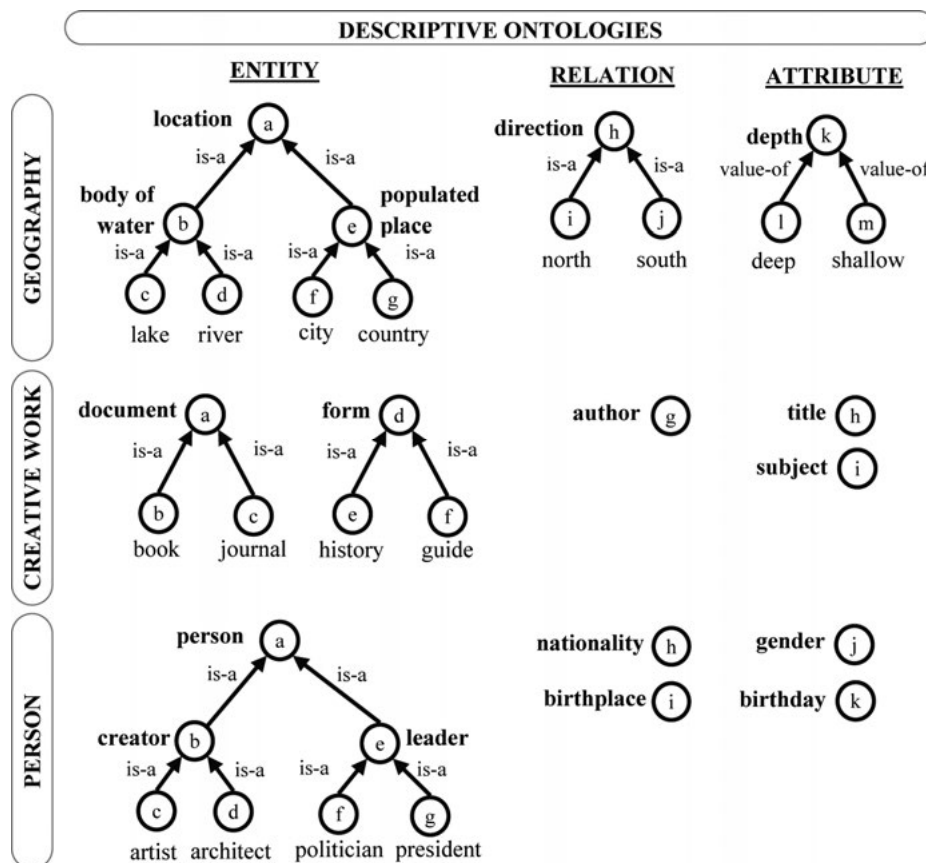 DESCRIPTIVE ONTOLOGIES
ENTITY
RELATION
ATTRIBUTE
GEOGRAPHY
location
a
is-a
is-a
body of
water
b
populated
place
e
is-a
is-a
is-a
is-a
c
d
f
g
lake
river
city
country
direction
h
is-a
is-a
i
j
north
south
depth
k
value-of
value-of
l
m
deep
shallow
CREATIVE WORK
document
a
is-a
is-a
b
c
book
journal
form
d
is-a
is-a
e
f
history
guide
author
g
title
h
subject
i
PERSON
person
a
is-a
is-a
creator
b
e
leader
is-a
is-a
is-a
is-a
c
d
f
g
artist
architect
politician
president
nationality
h
birthplace
i
gender
j
birthday
k